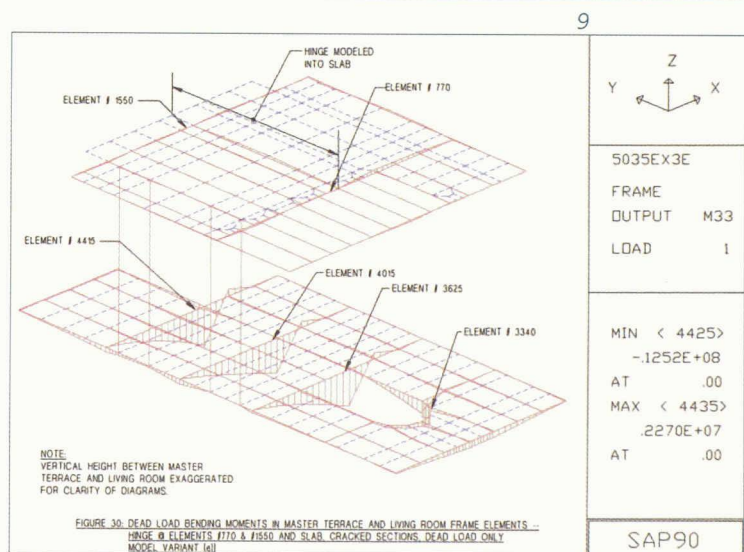 9
HINGE MODELED
INTO SLAB
ELEMENT # 1550
ELEMENT # 770
ELEMENT # 4415
ELEMENT # 4015
ELEMENT # 3625
ELEMENT # 3340
NOTE:
VERTICAL HEIGHT BETWEEN MASTER
TERRACE AND LIVING ROOM EXAGGERATED
FOR CLARITY OF DIAGRAMS.
FIGURE 30: DEAD LOAD BENDING MOMENTS IN MASTER TERRACE AND LIVING ROOM FRAME ELEMENTS --
HINGE @ ELEMENTS #770 & #1550 AND SLAB, CRACKED SECTIONS, DEAD LOAD ONLY
MODEL VARIANT [e]]
Z
Y X
5035EX3E
FRAME
OUTPUT M33
LOAD 1
MIN < 4425>
-.1252E+08
AT .00
MAX < 4435>
.2270E+07
AT .00
SAP90